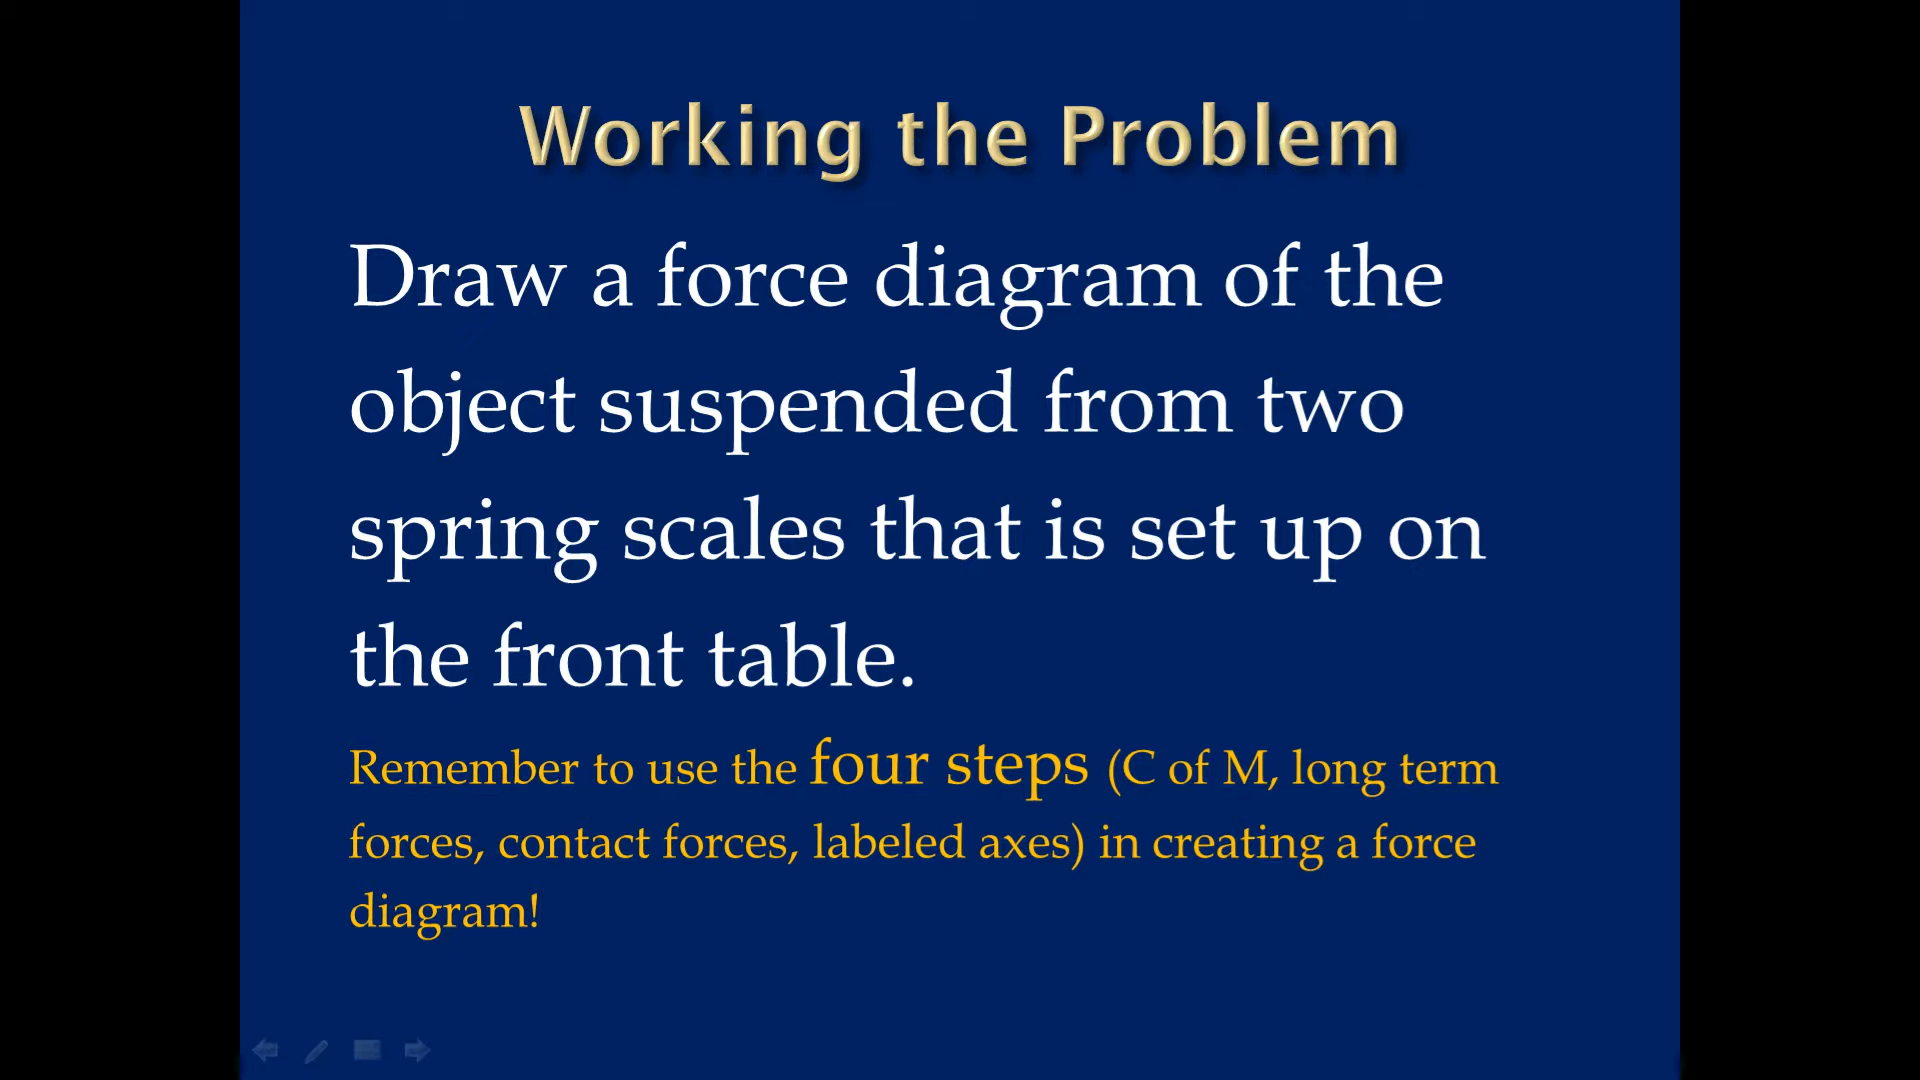 Working the Problem
Draw a force diagram of the
object suspended from two
spring scales that is set up on
the front table.
Remember to use the four steps (C of M, long term
forces, contact forces, labeled axes) in creating a force
diagram!